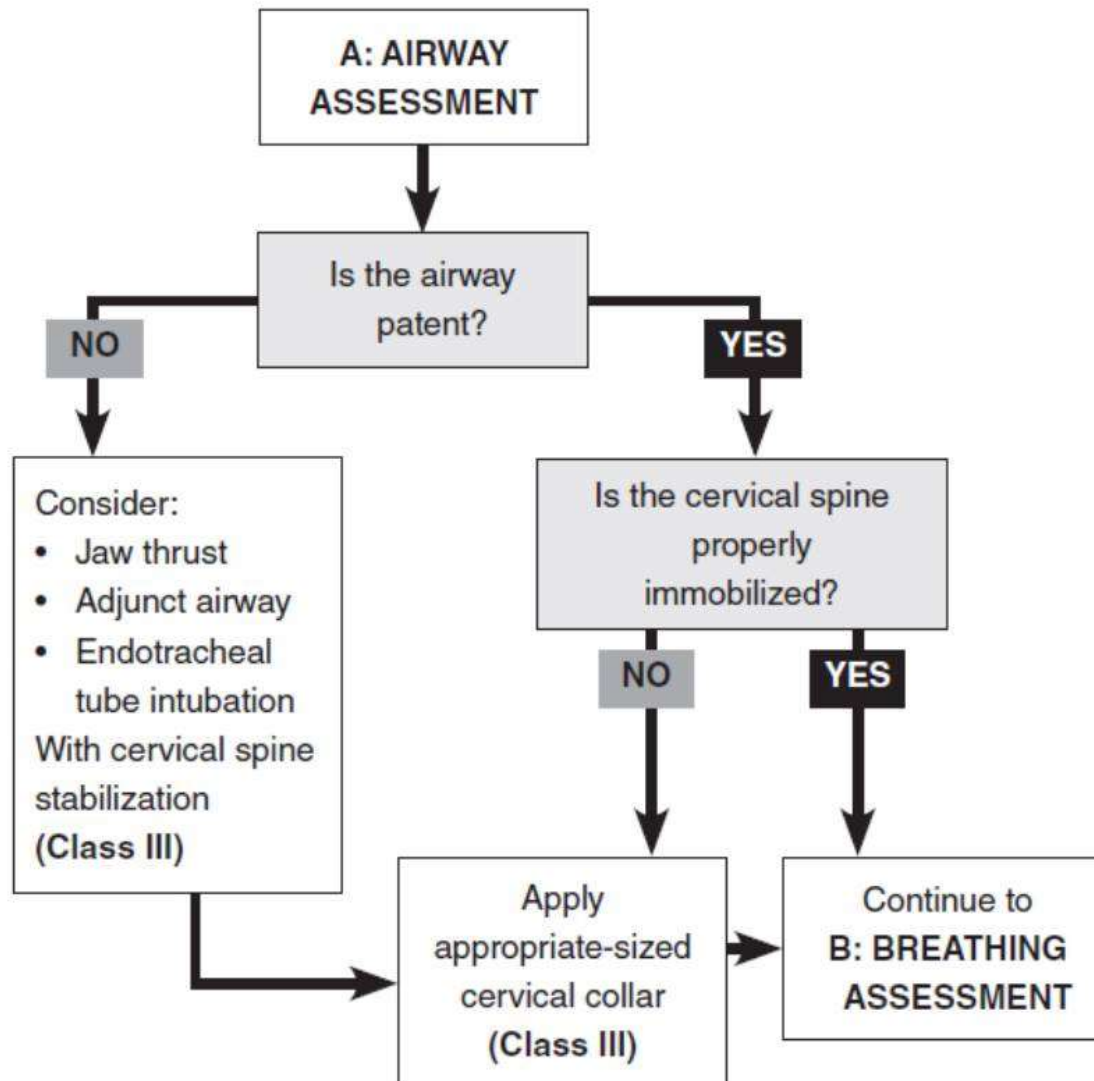 A: AIRWAY
ASSESSMENT
Is the airway
patent?
NO
YES
Consider:
• Jaw thrust
• Adjunct airway
• Endotracheal
tube intubation
With cervical spine
stabilization
(Class III)
Is the cervical spine
properly
immobilized?
NO
YES
Apply
appropriate-sized
cervical collar
(Class III)
Continue to
B: BREATHING
ASSESSMENT